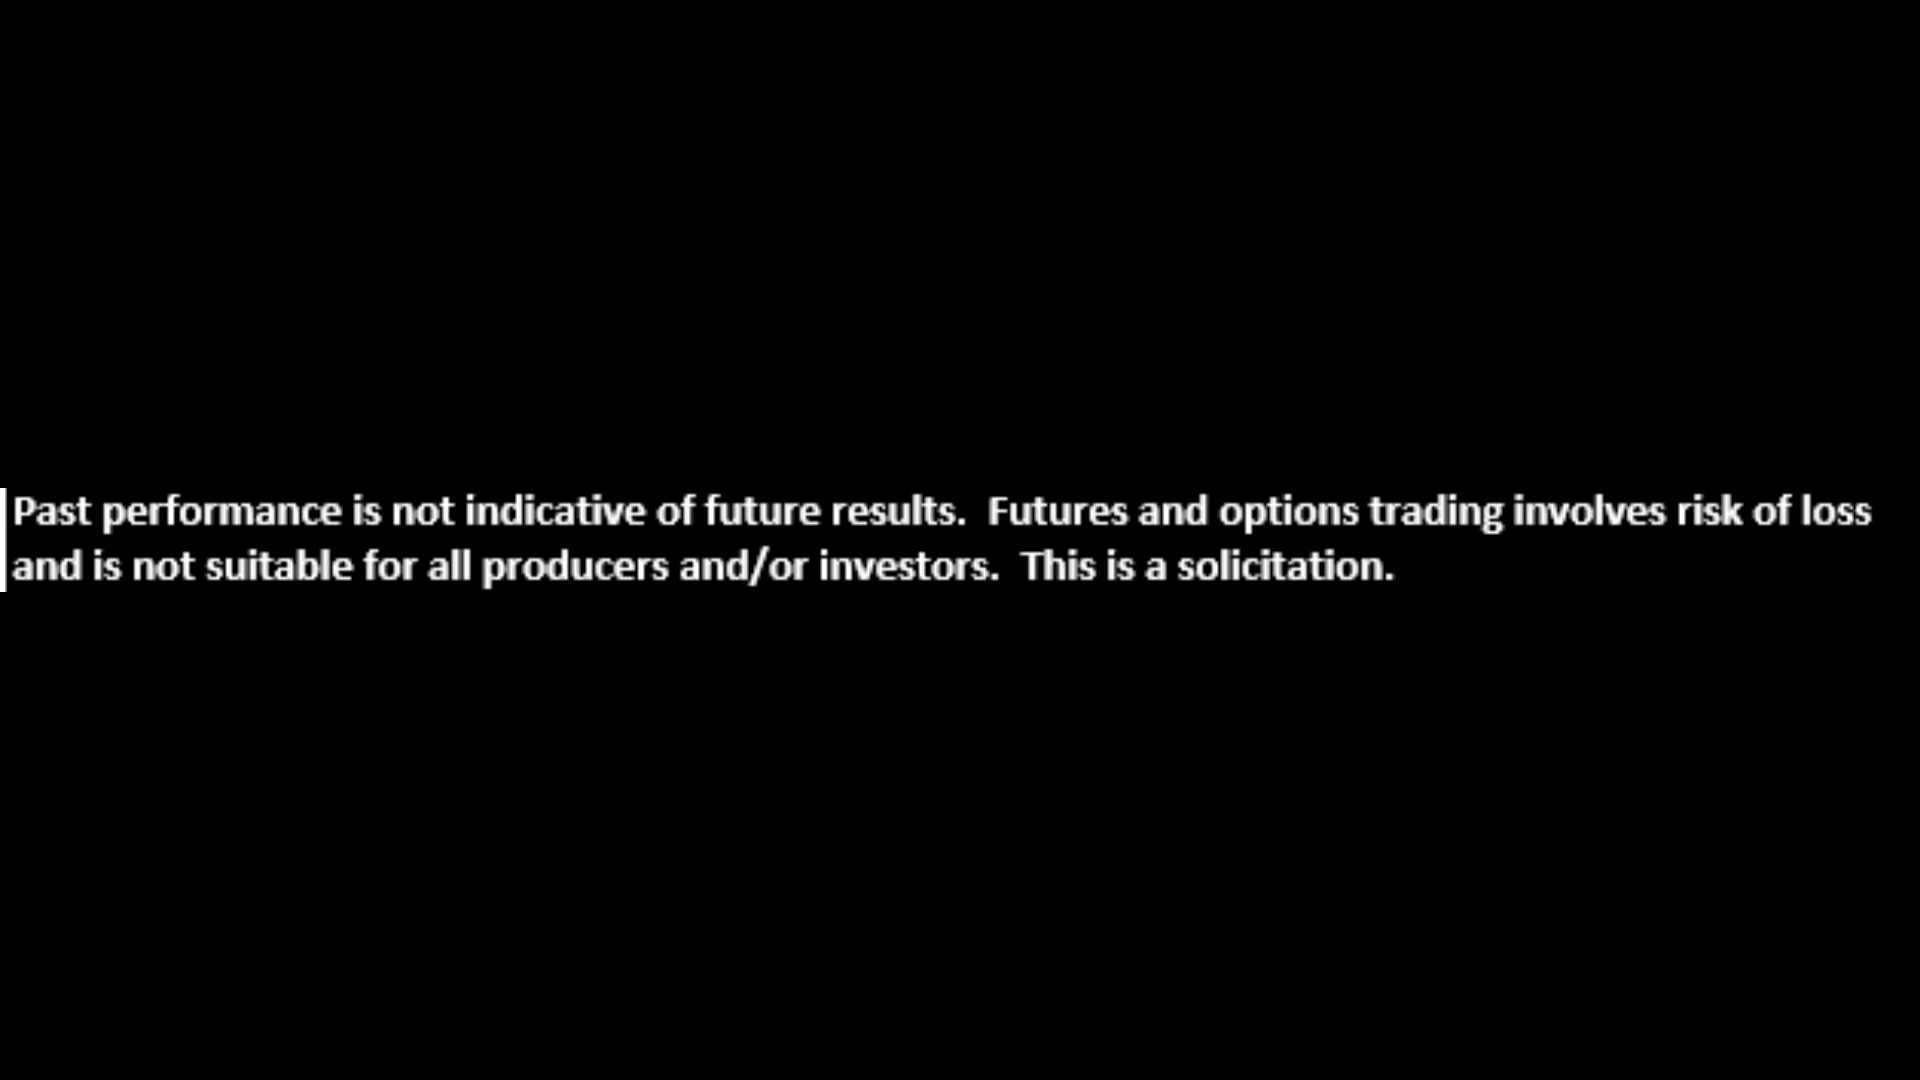 Past performance is not indicative of future results.  Futures and options trading involves risk of loss
and is not suitable for all producers and/or investors.  This is a solicitation.